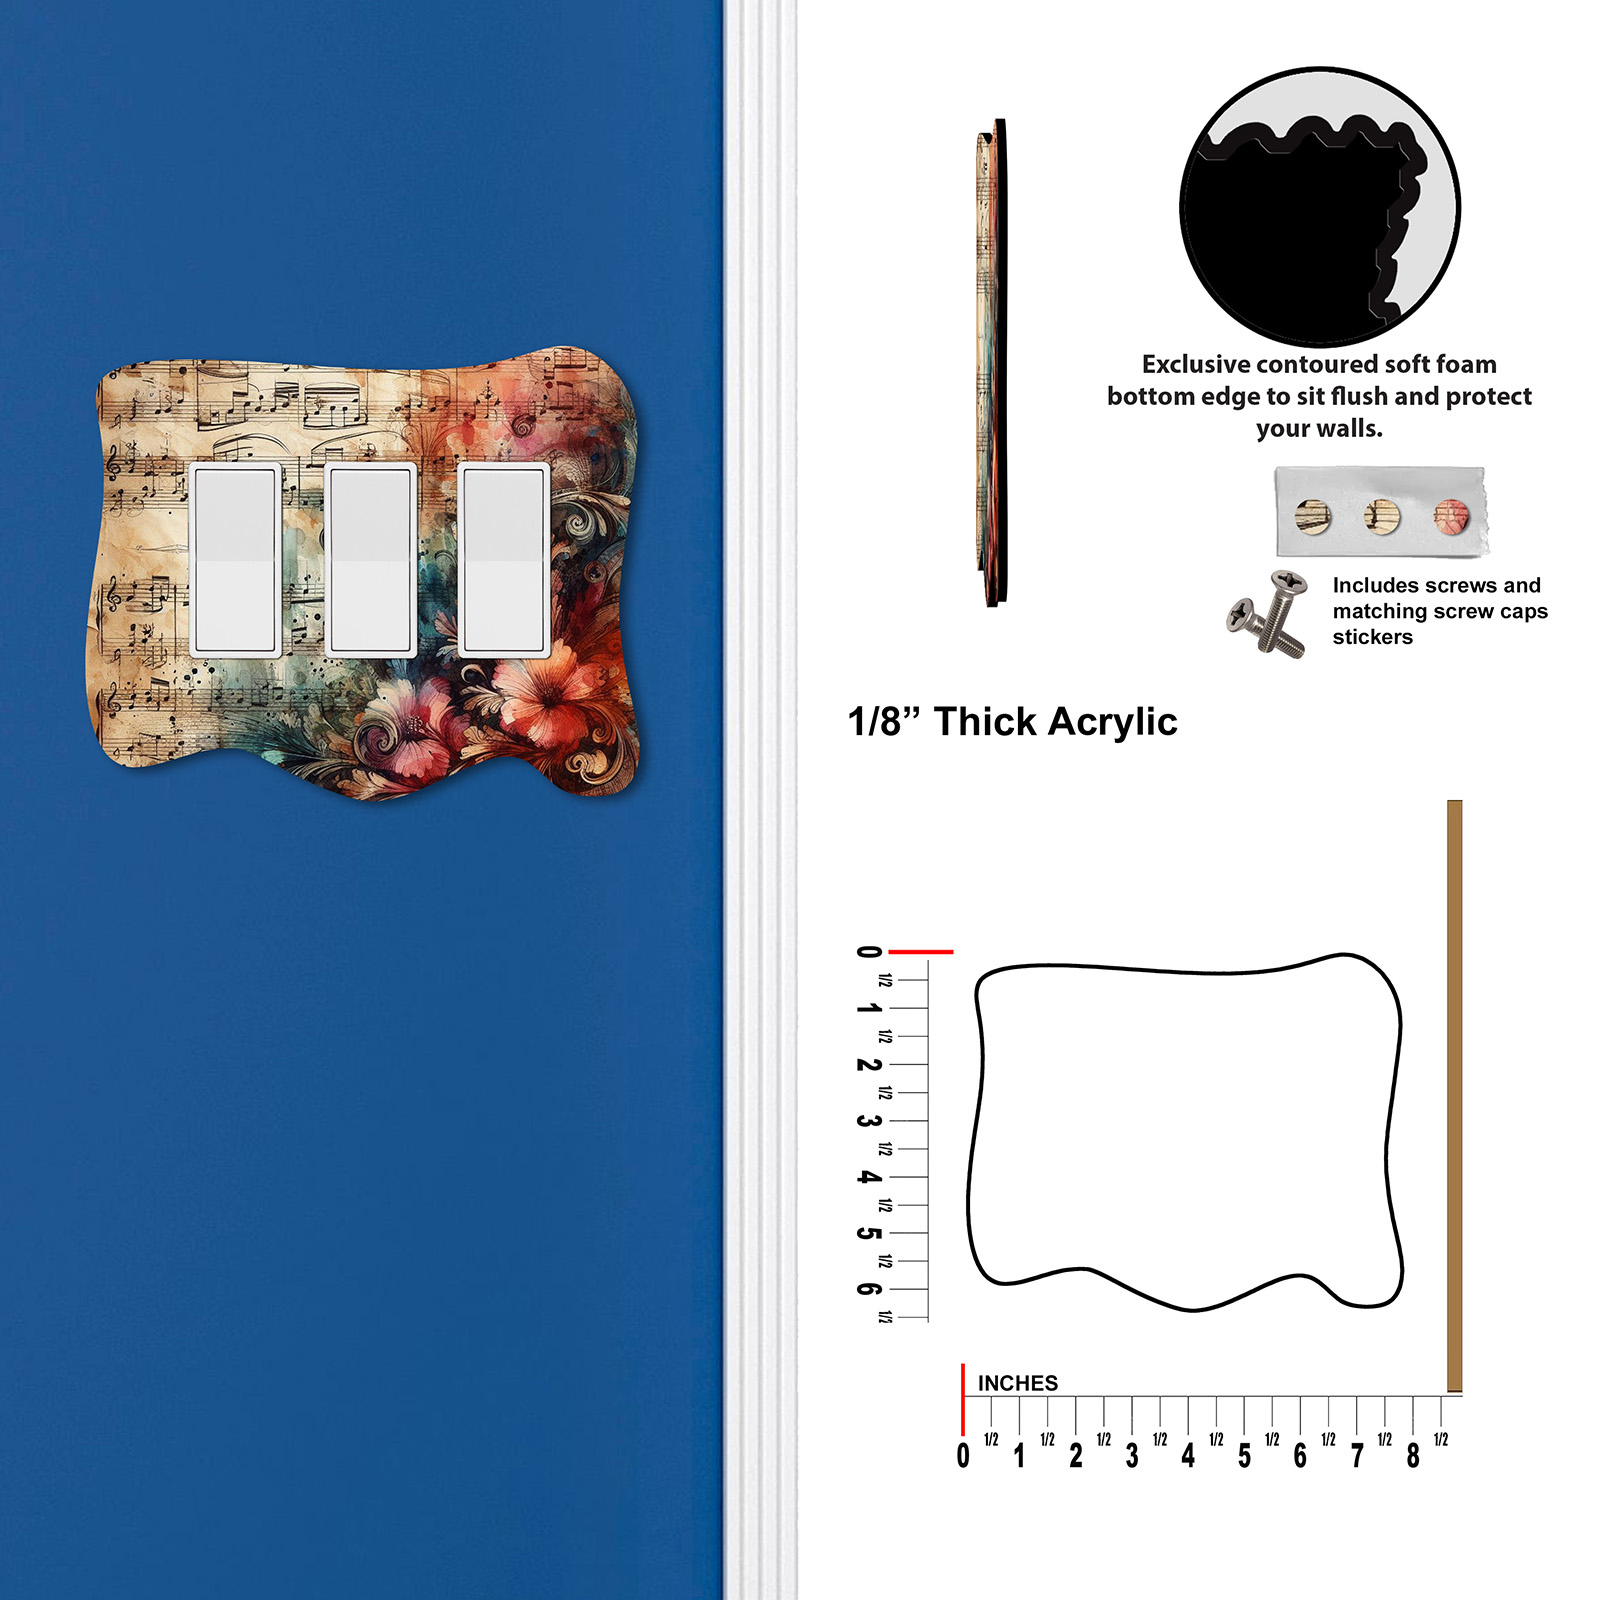 Exclusive contoured soft foam
bottom edge to sit flush and protect
your walls.
Includes screws and
matching screw caps
stickers
1/8” Thick Acrylic
0
1/2
1
1/2
2
1/2
3
1/2
4
1/2
5
1/2
6
1/2
INCHES
0 1/2 1 1/2 2 1/2 3 1/2 4 1/2 5 1/2 6 1/2 7 1/2 8 1/2